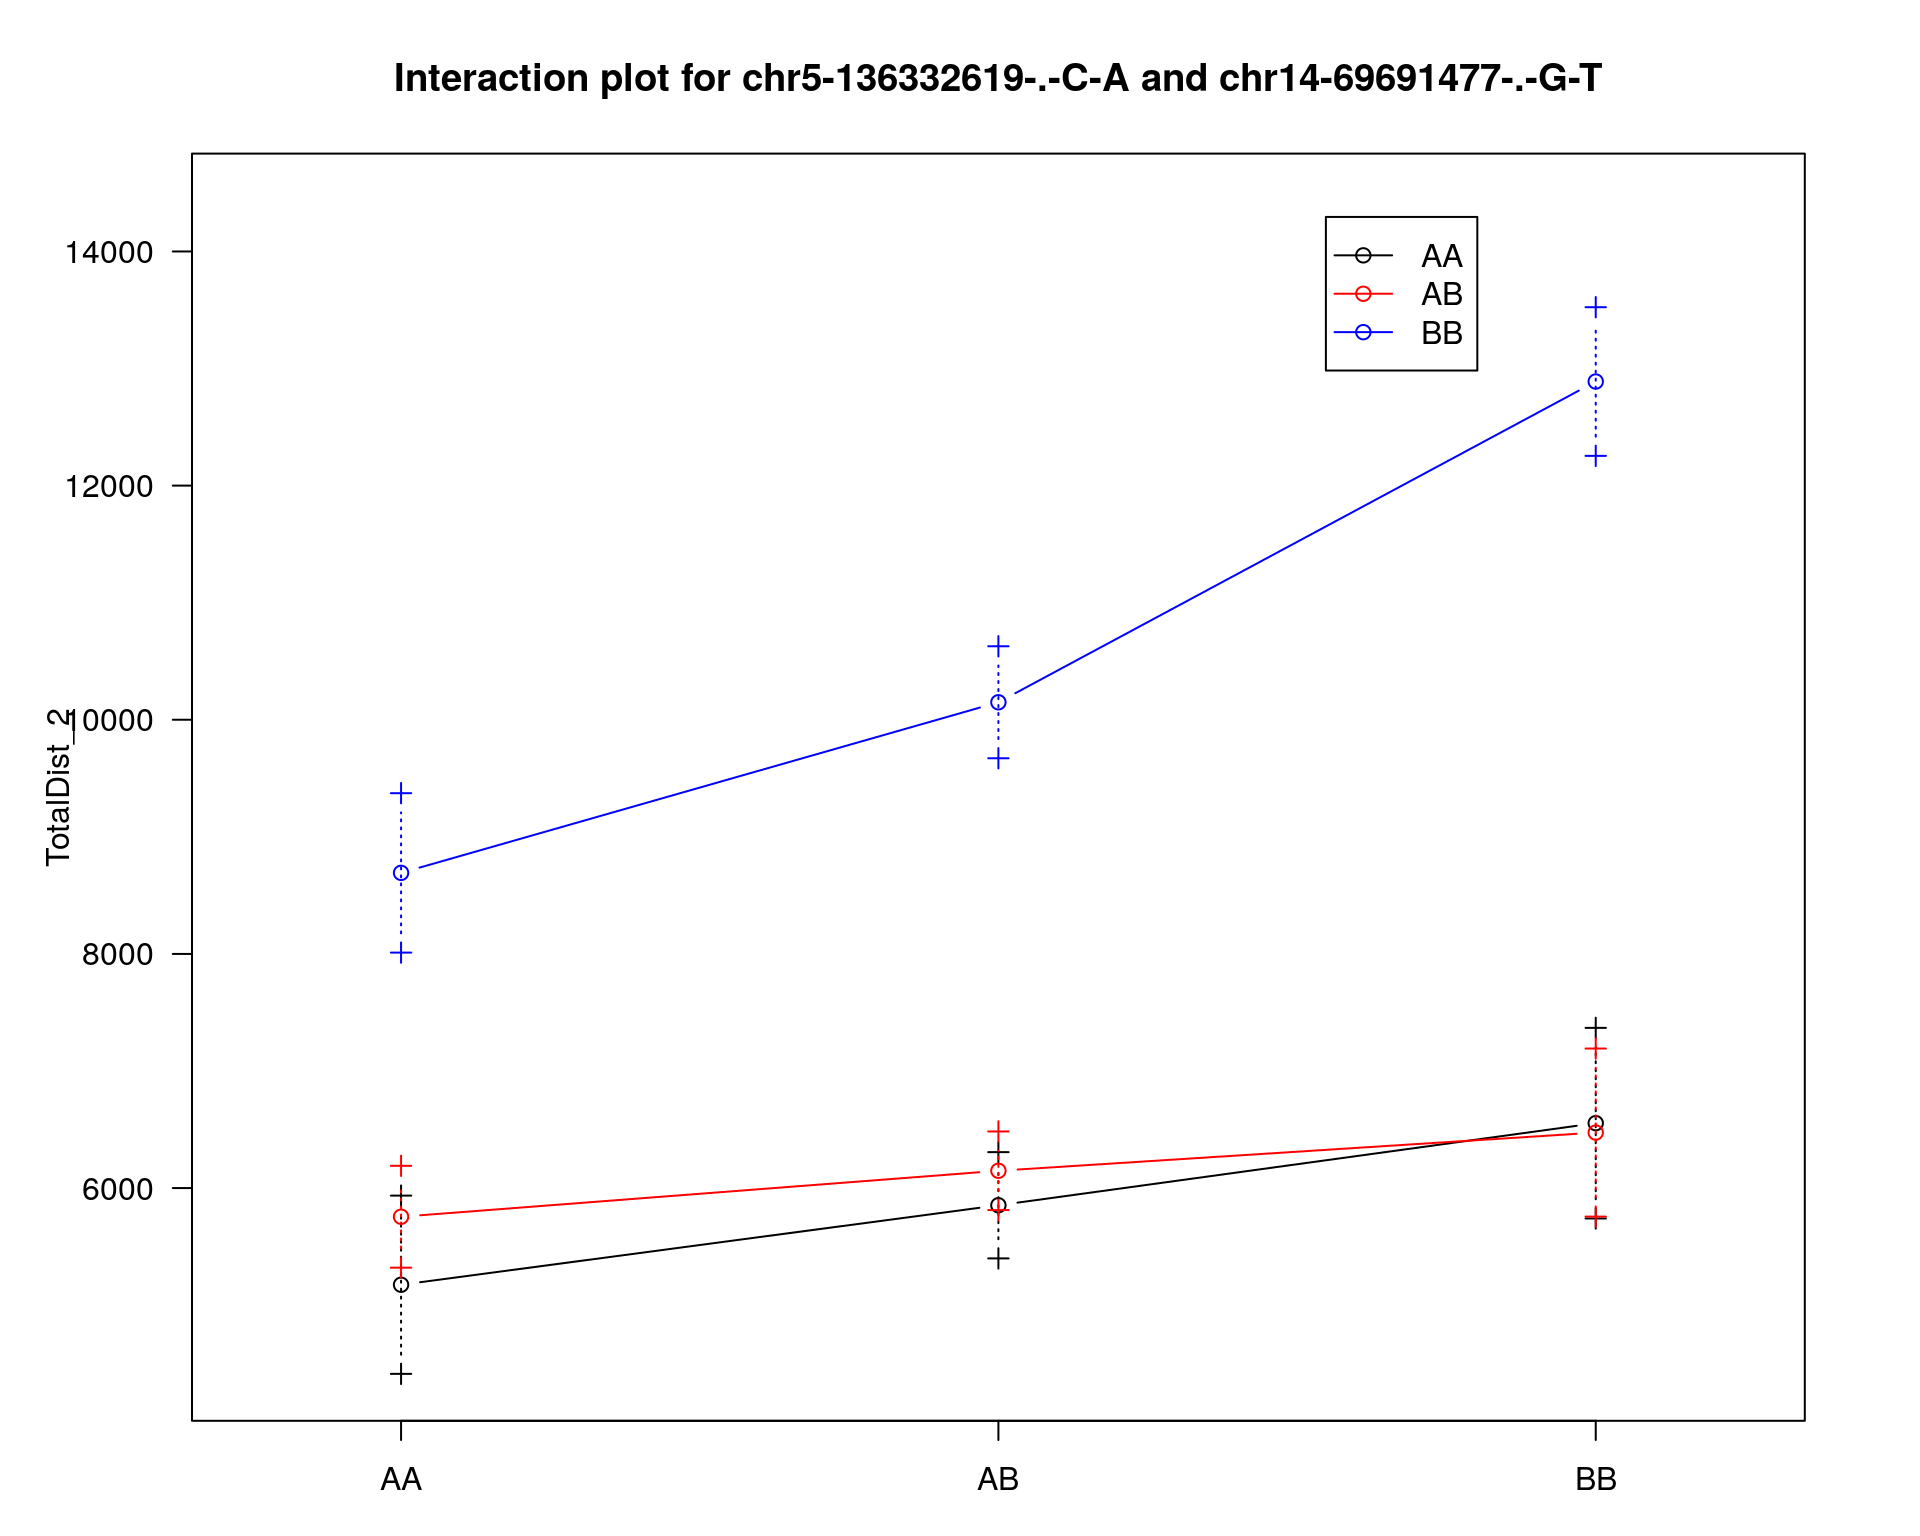 Interaction plot for chr5-136332619-.-C-A and chr14-69691477-.-G-T
14000
12000
10000
8000
6000
TotalDist_2
AA
AB
BB
AA
AB
BB